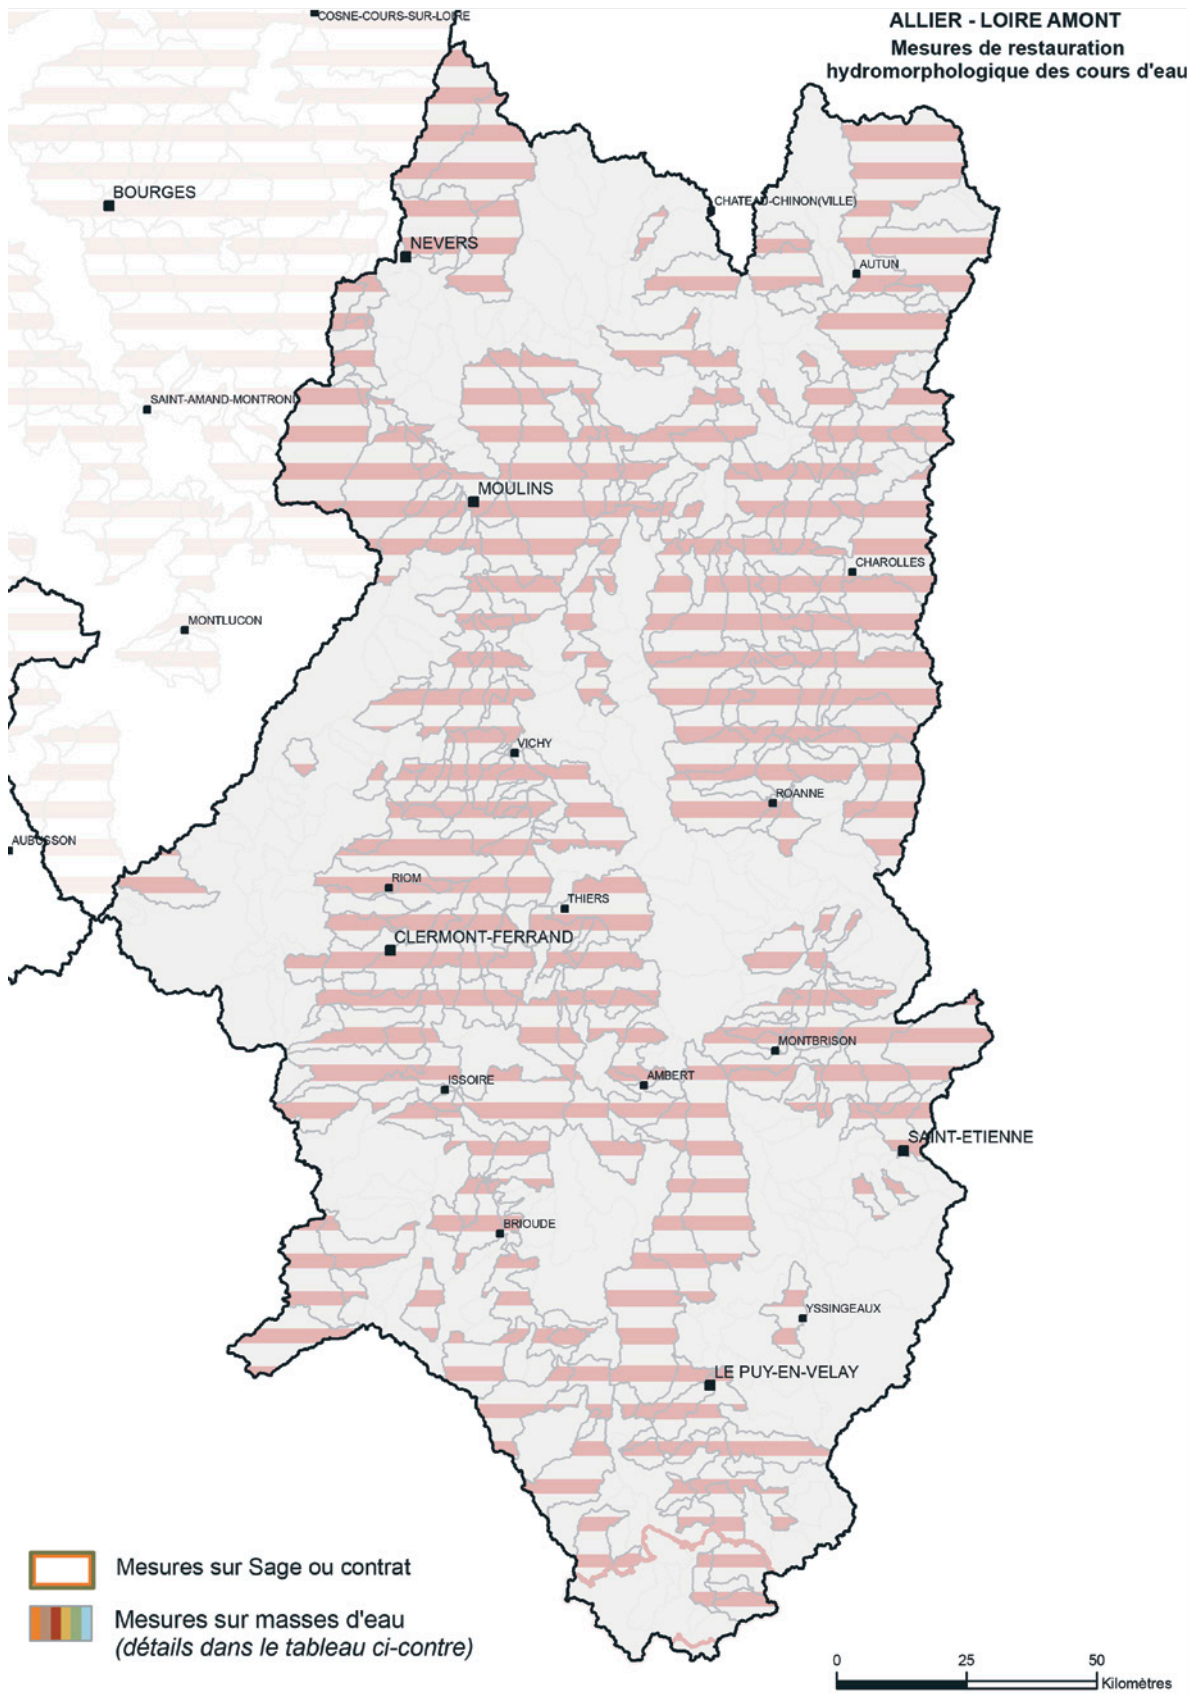 ALLIER - LOIRE AMONT
Mesures de restauration
hydromorphologique des cours d'eau
COSNE-COURS-SUR-LOIRE
BOURGES
CHATEAU-CHINON(VILLE)
NEVERS
AUTUN
SAINT-AMAND-MONTROND
MOULINS
CHAROLLES
MONTLUCON
VICHY
ROANNE
AUBUSSON
RIOM
THIERS
CLERMONT-FERRAND
MONTBRISON
AMBERT
ISSOIRE
SAINT-ETIENNE
BRIOUDE
YSSINGEAUX
LE PUY-EN-VELAY
Mesures sur Sage ou contrat
Mesures sur masses d'eau
(détails dans le tableau ci-contre)
0 25 50
Kilomètres